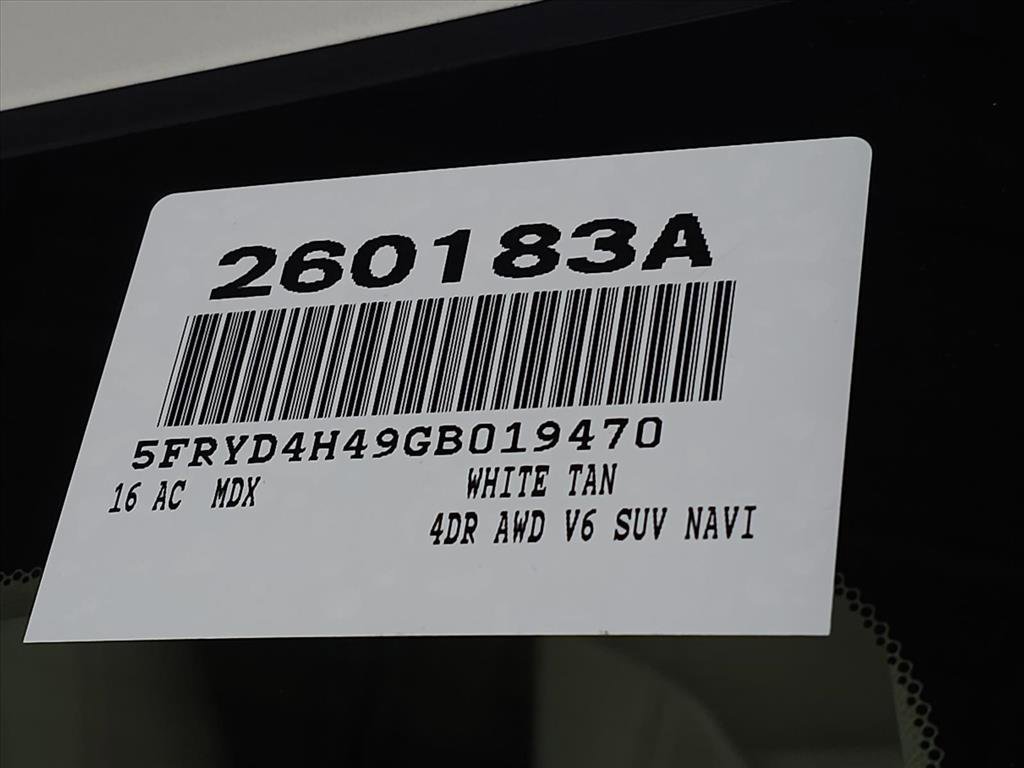 260183A
5FRYD4H49GB019470
16 AC MDX WHITE TAN
4DR AWD V6 SUV NAVI